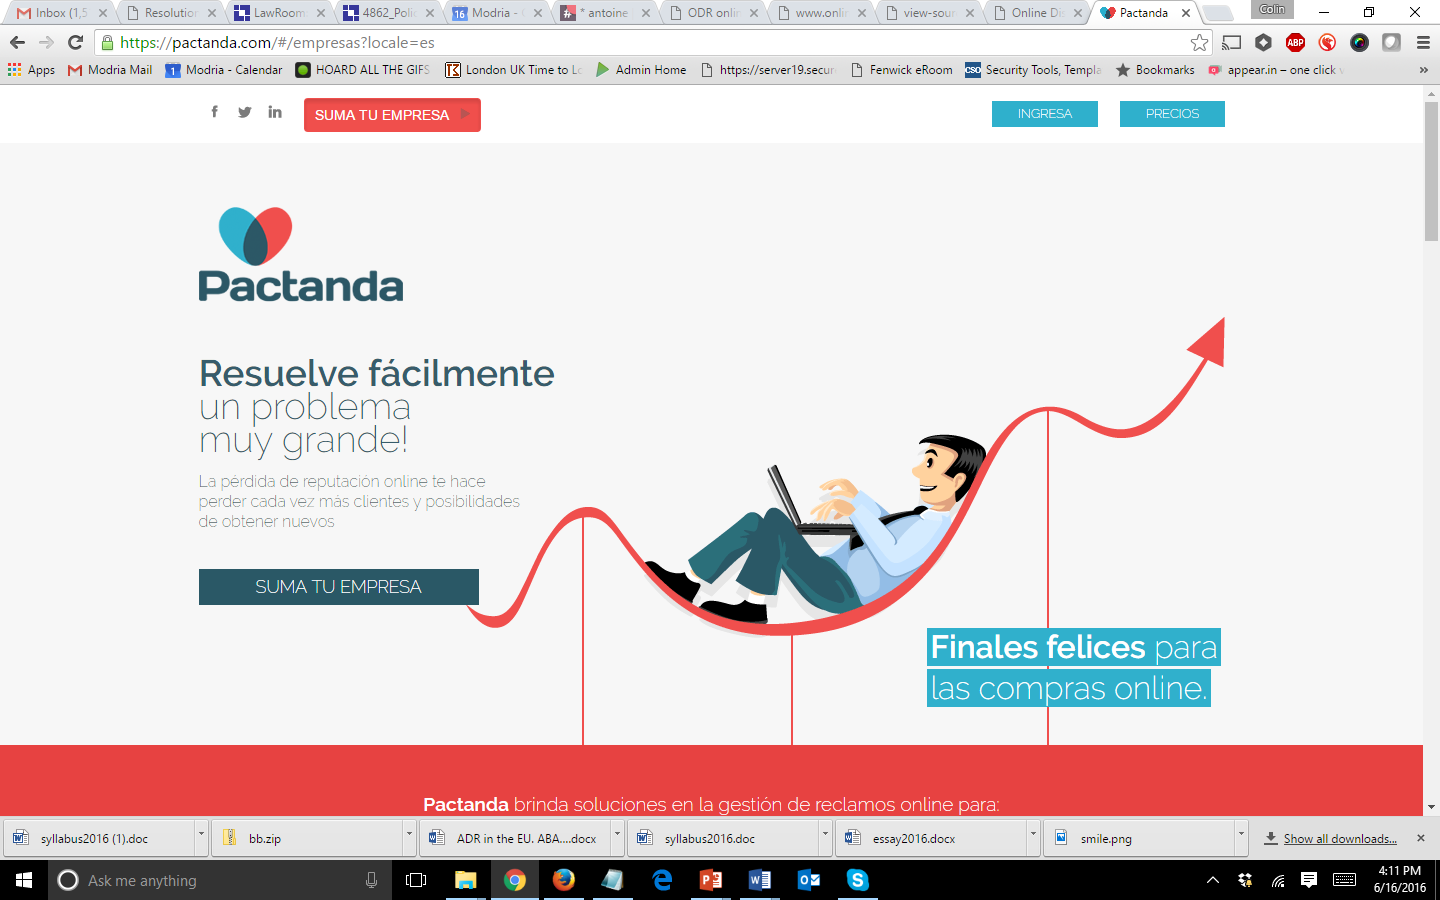 Inbox (1,5
Resolution
LawRoom
4862_Poli
Modria -
* antoine
ODR onlin
www.onlin
view-sour
Online Dis
Pactanda
Colin
https://pactanda.com/#/empresas?locale=es
ABP
Apps
Modria Mail
1
Modria - Calendar
HOARD ALL THE GIFS
London UK Time to Lo
Admin Home
https://server19.secur
Fenwick eRoom
CSO
Security Tools, Templa
Bookmarks
appear.in – one click v
»
SUMA TU EMPRESA
INGRESA
PRECIOS
Pactanda
Resuelve fácilmente
un problema
muy grande!
La pérdida de reputación online te hace
perder cada vez más clientes y posibilidades
de obtener nuevos
SUMA TU EMPRESA
Finales felices para
las compras online.
Pactanda brinda soluciones en la gestión de reclamos online para:
syllabus2016 (1).doc
bb.zip
ADR in the EU. ABA....docx
syllabus2016.doc
essay2016.docx
smile.png
Show all downloads...
Ask me anything
4:11 PM
6/16/2016